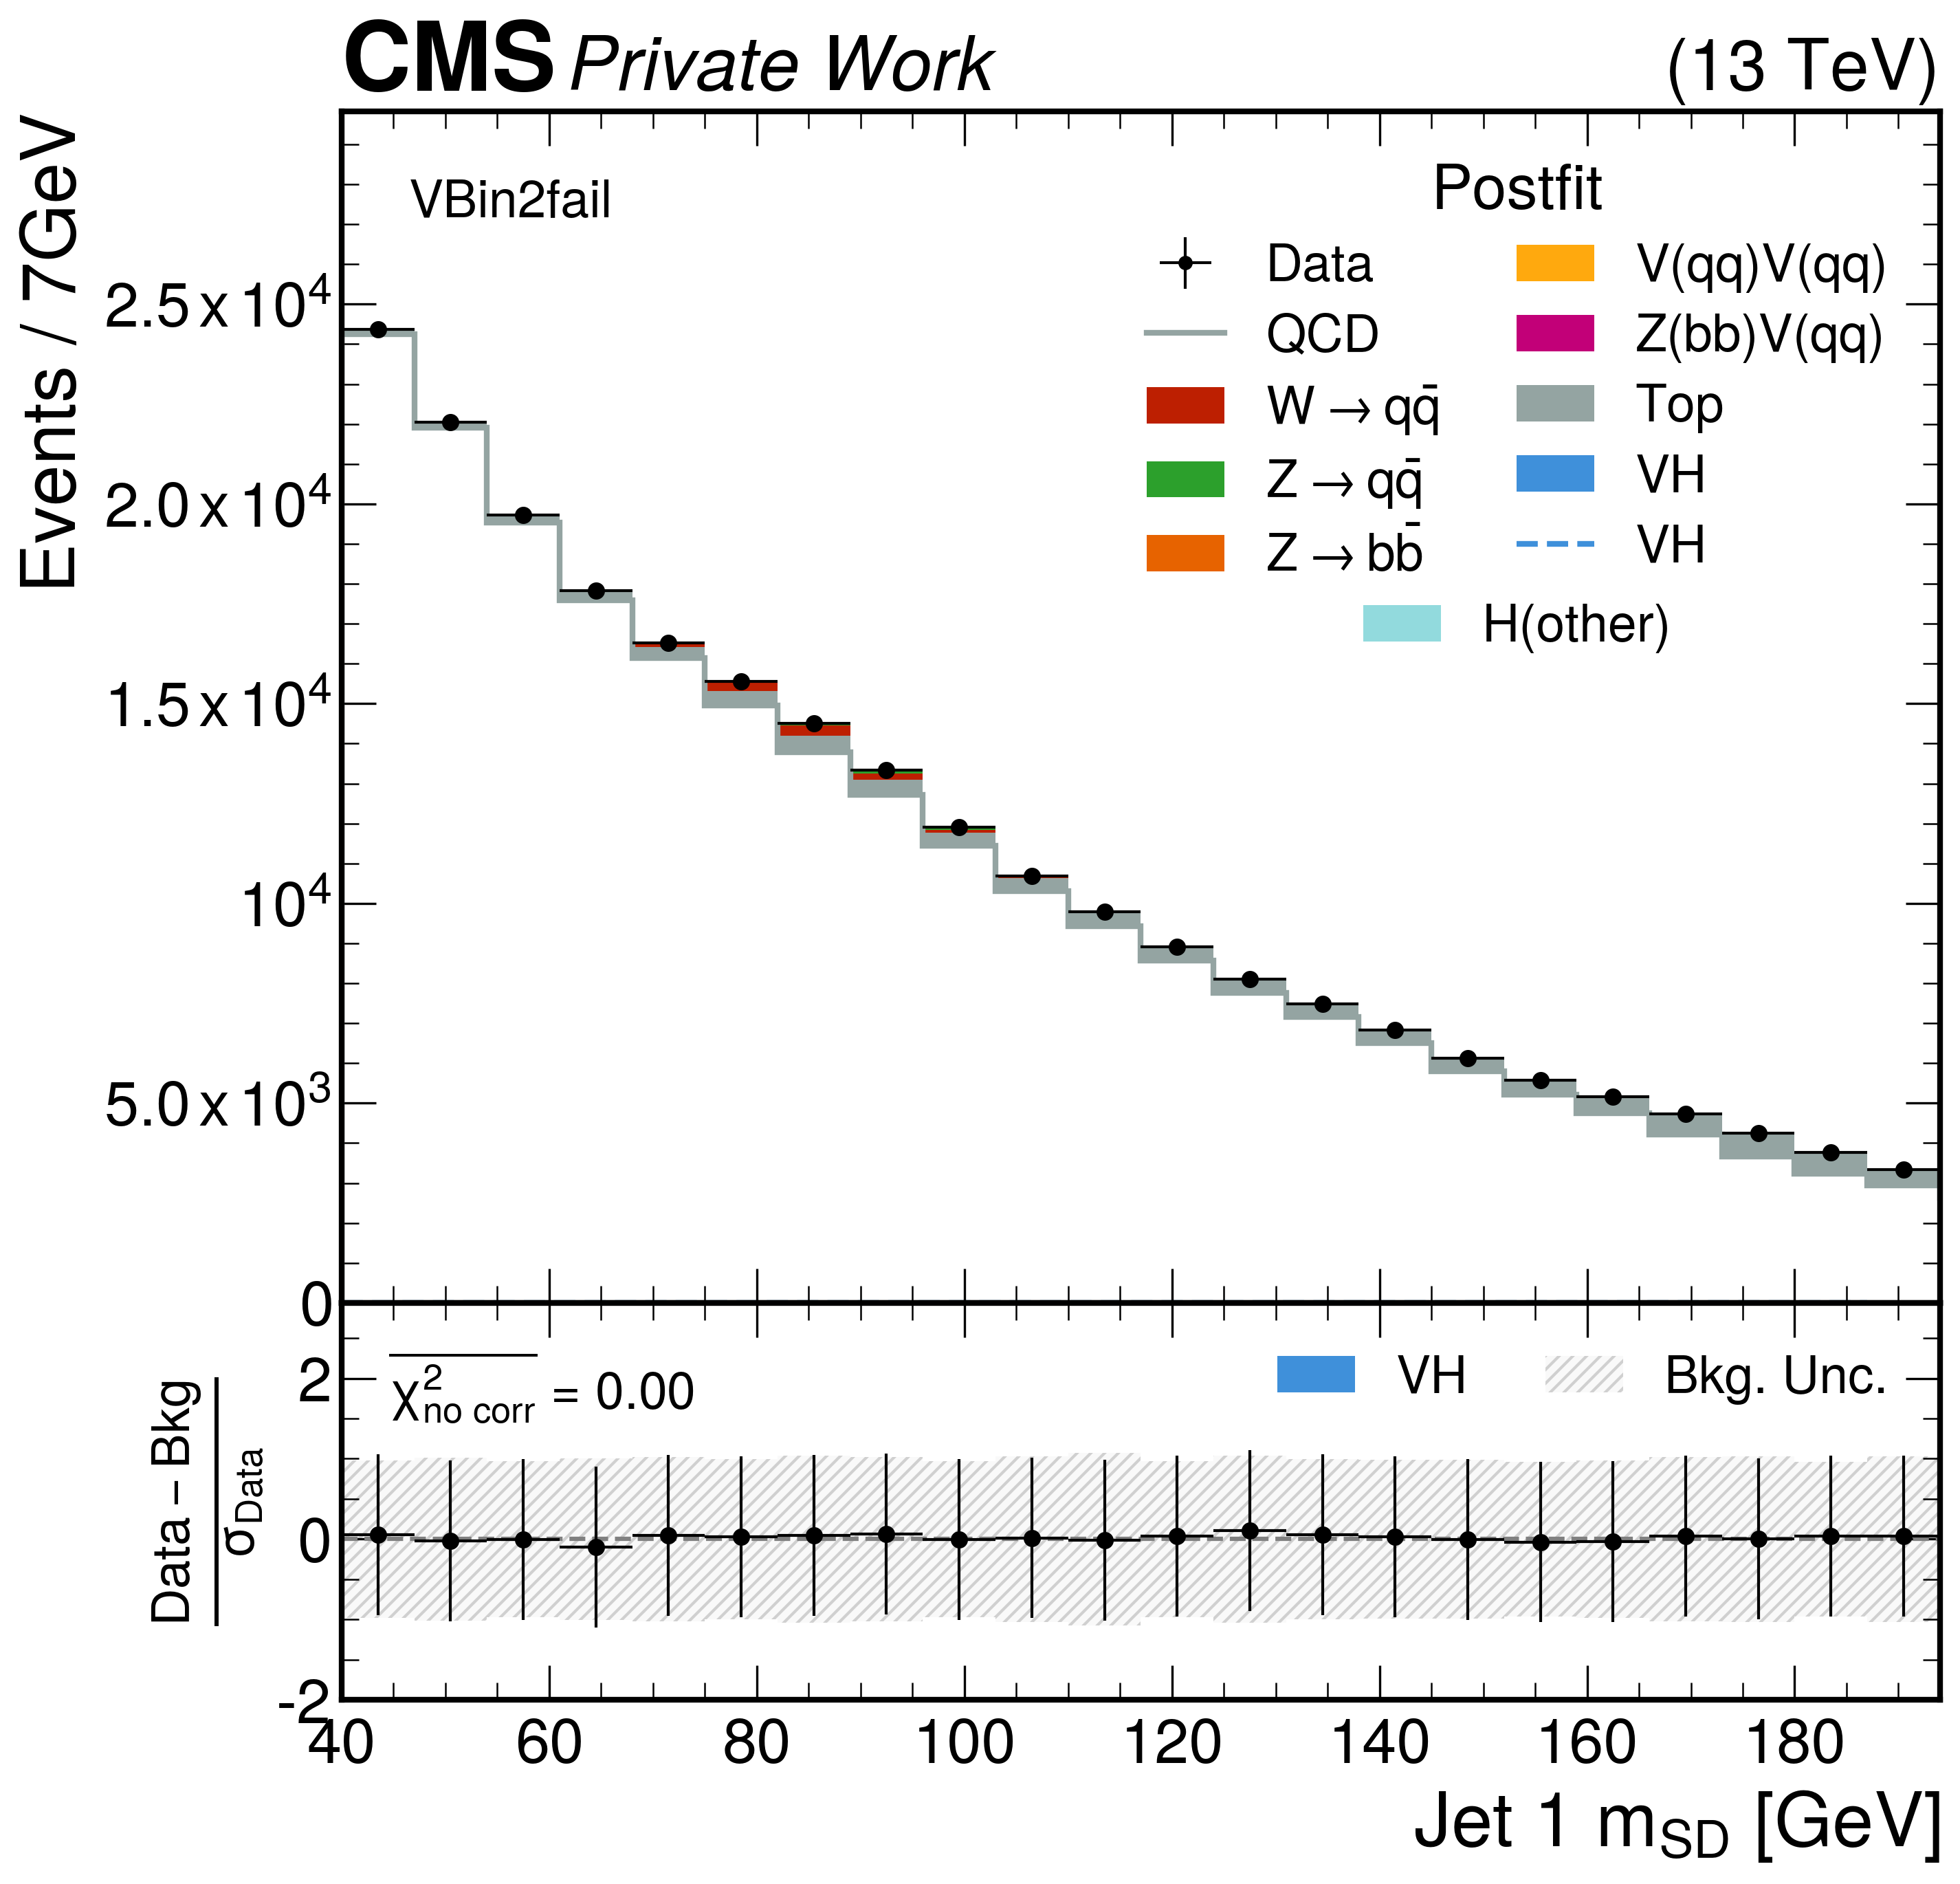 CMS Private Work (13 TeV)
Events / 7GeV
VBin2fail
Postfit
Data
QCD
W → qq̄
Z → qq̄
Z → bb̄
V(qq)V(qq)
Z(bb)V(qq)
Top
VH
VH
H(other)
2.5 x 10⁴
2.0 x 10⁴
1.5 x 10⁴
10⁴
5.0 x 10³
0
Data – Bkg
σ_Data
χ²_no corr = 0.00
VH
Bkg. Unc.
2
0
-2
40 60 80 100 120 140 160 180
Jet 1 m_SD [GeV]